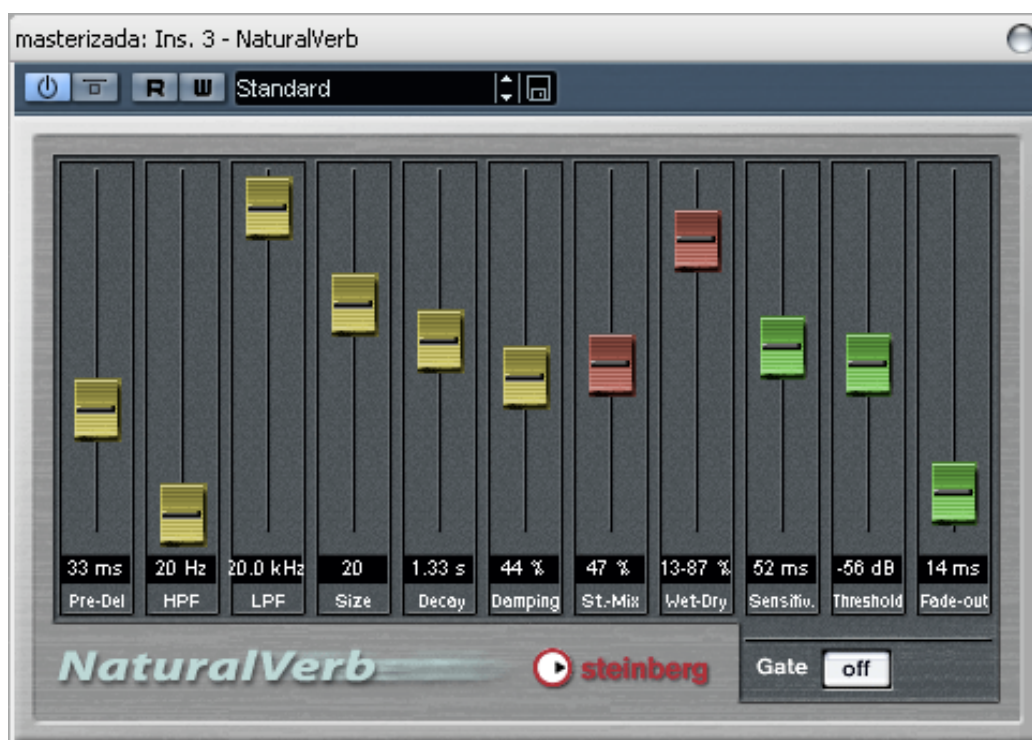 masterizada: Ins. 3 - NaturalVerb
R W Standard
33 ms 20 Hz 20.0 kHz 20 1.33 s 44 % 47 % 13-87 % 52 ms -56 dB 14 ms
Pre-Del HPF LPF Size Decay Damping St.-Mix Wet-Dry Sensitiv. Threshold Fade-out
NaturalVerb steinberg Gate off